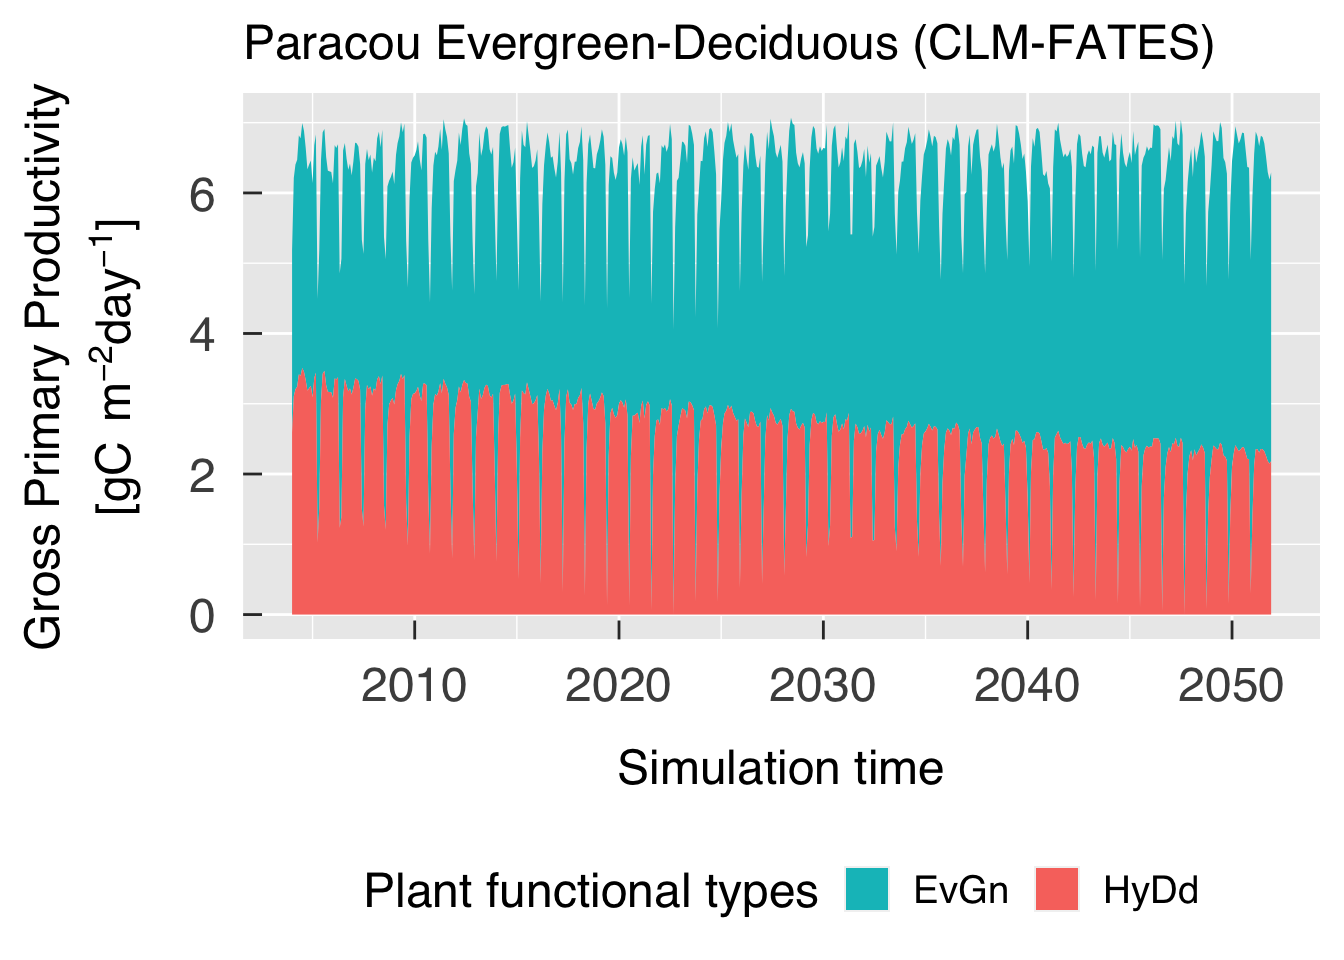 Paracou Evergreen-Deciduous (CLM-FATES)
Gross Primary Productivity
[gC m⁻²day⁻¹]
6
4
2
0
2010 2020 2030 2040 2050
Simulation time
Plant functional types EvGn HyDd